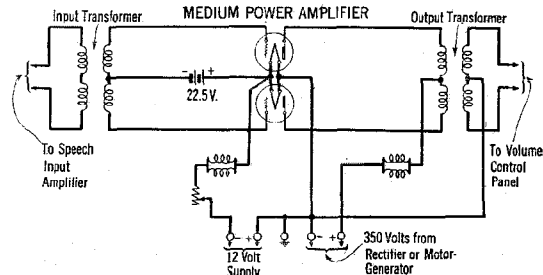 MEDIUM POWER AMPLIFIER
Input Transformer
Output Transformer
- +
22.5 V.
To Speech
Input
Amplifier
To Volume
Control
Panel
- +
- +
12 Volt
Supply
350 Volts from
Rectifier or Motor-
Generator